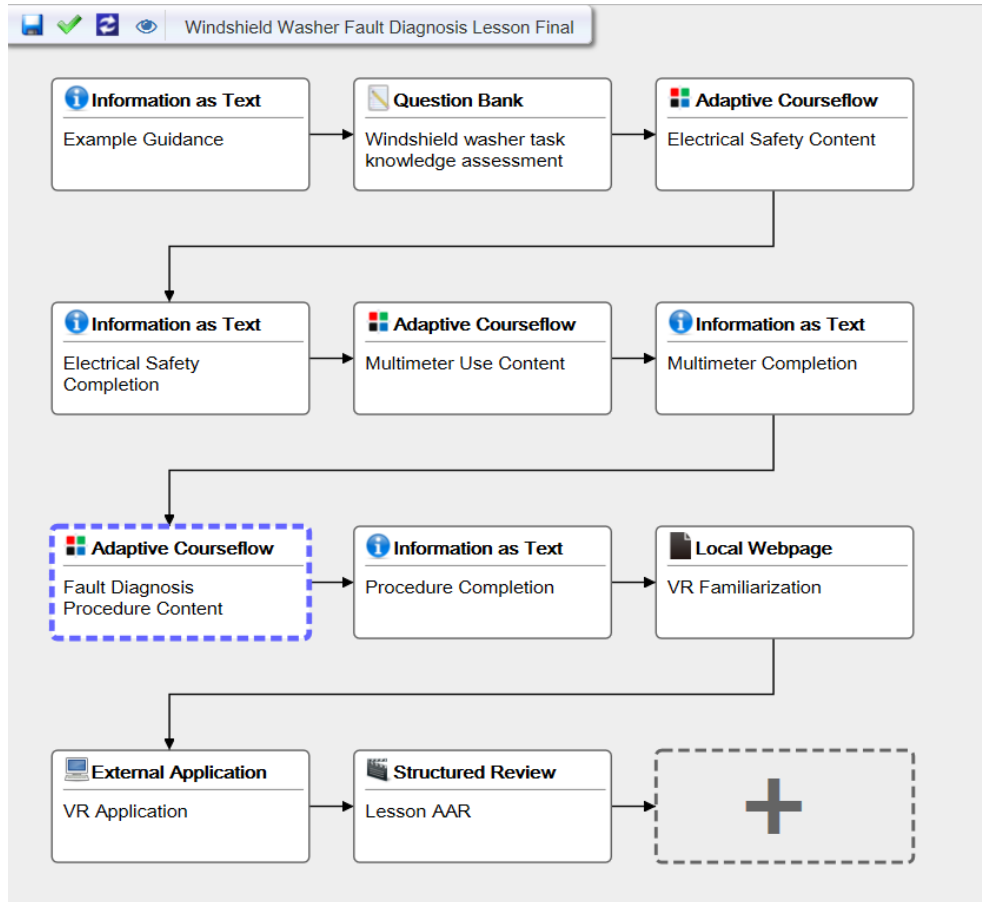 Windshield Washer Fault Diagnosis Lesson Final
Information as Text
Example Guidance
Question Bank
Windshield washer task
knowledge assessment
Adaptive Courseflow
Electrical Safety Content
Information as Text
Electrical Safety
Completion
Adaptive Courseflow
Multimeter Use Content
Information as Text
Multimeter Completion
Adaptive Courseflow
Fault Diagnosis
Procedure Content
Information as Text
Procedure Completion
Local Webpage
VR Familiarization
External Application
VR Application
Structured Review
Lesson AAR